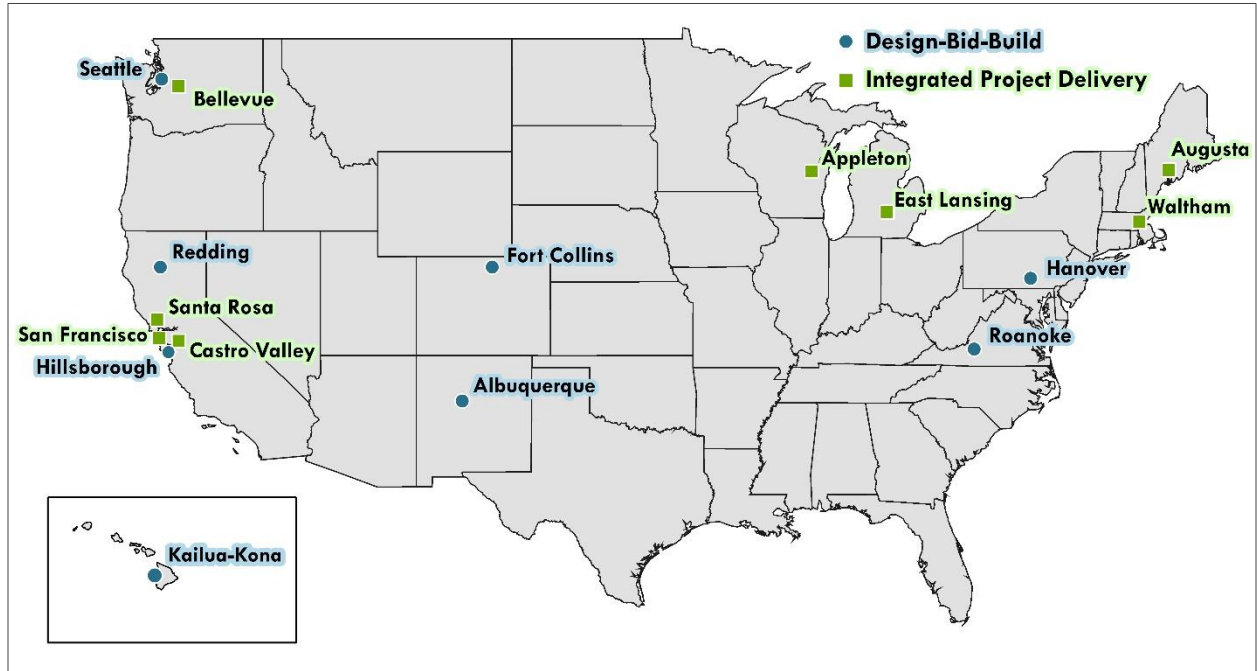 Design-Bid-Build
Integrated Project Delivery
Seattle
Bellevue
Appleton
Augusta
East Lansing
Waltham
Redding
Fort Collins
Hanover
Santa Rosa
San Francisco
Castro Valley
Hillsborough
Roanoke
Albuquerque
Kailua-Kona